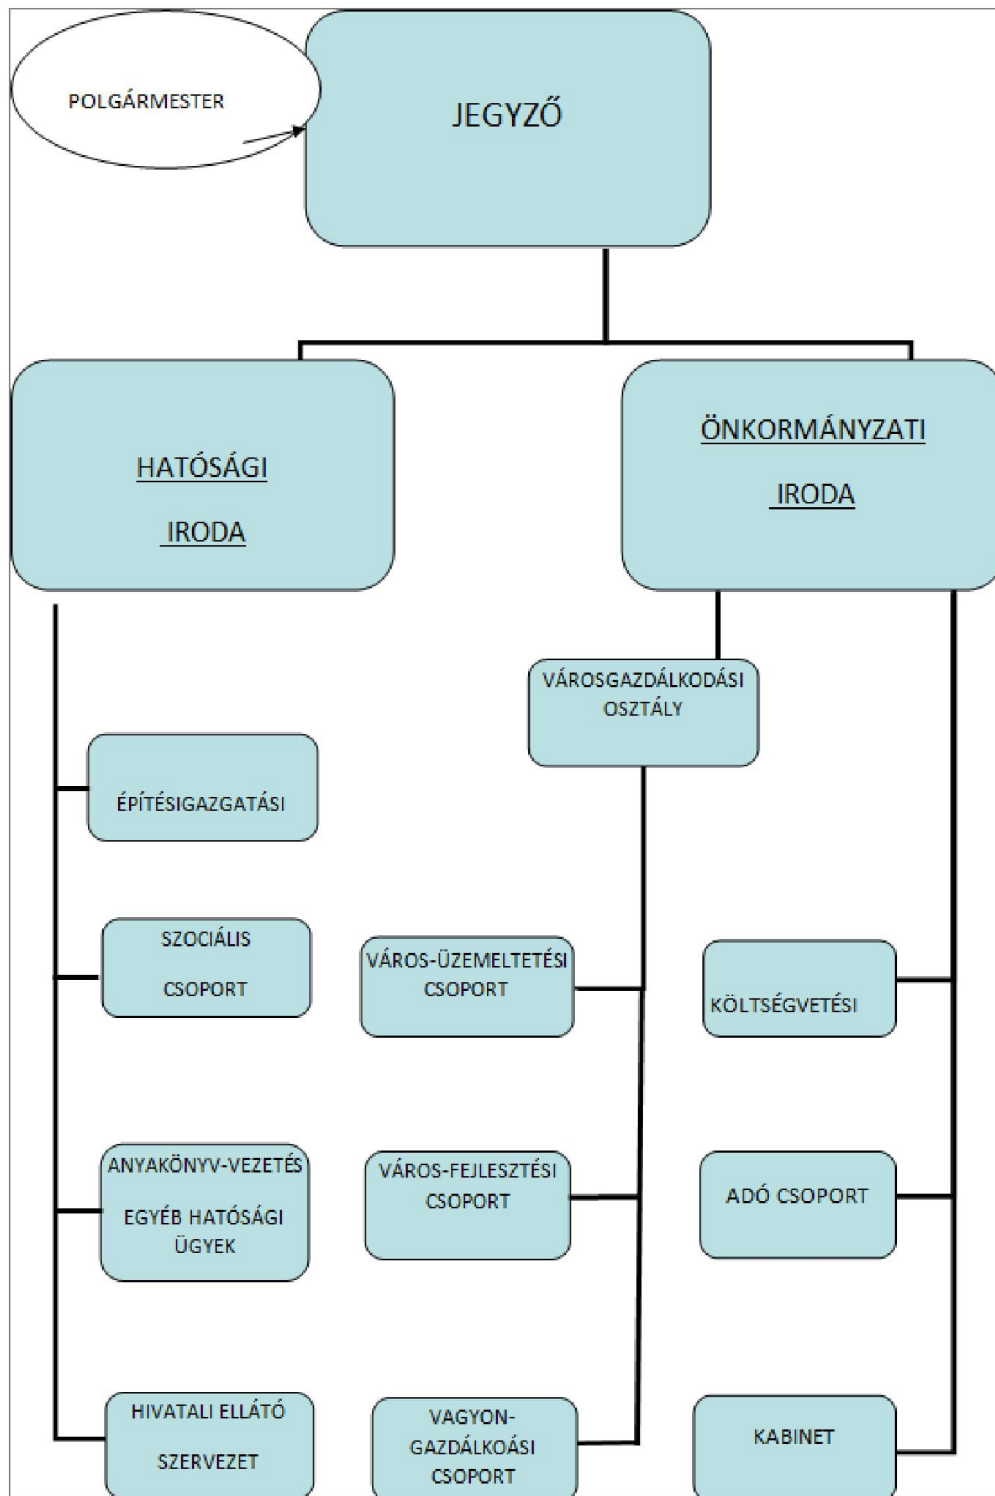 POLGÁRMESTER
JEGYZŐ
HATÓSÁGI
IRODA
ÖNKORMÁNYZATI
IRODA
VÁROSGAZDÁLKODÁSI
OSZTÁLY
ÉPÍTÉSIGAZGATÁSI
SZOCIÁLIS
CSOPORT
VÁROS-ÜZEMELTETÉSI
CSOPORT
KÖLTSÉGVETÉSI
ANYAKÖNYV-VEZETÉS
EGYÉB HATÓSÁGI
ÜGYEK
VÁROS-FEJLESZTÉSI
CSOPORT
ADÓ CSOPORT
HIVATALI ELLÁTÓ
SZERVEZET
VAGYON-
GAZDÁLKOÁSI
CSOPORT
KABINET